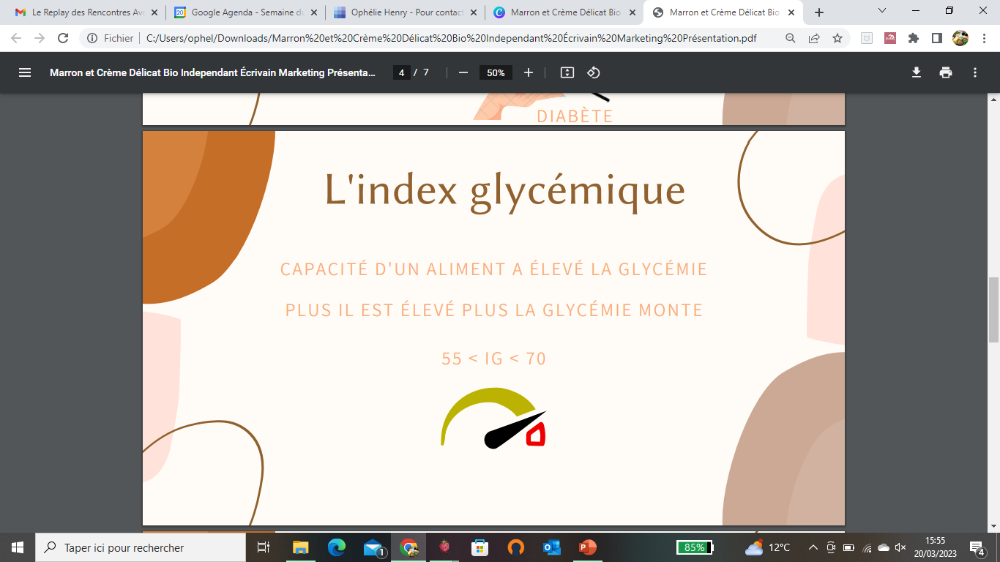 Le Replay des Rencontres Ave
Google Agenda - Semaine du
Ophélie Henry - Pour contact
Marron et Crème Délicat Bio
Marron et Crème Délicat Bio
Fichier
C:/Users/ophel/Downloads/Marron%20et%20Crème%20Délicat%20Bio%20Independant%20Écrivain%20Marketing%20Présentation.pdf
Marron et Crème Délicat Bio Independant Écrivain Marketing Présenta...
4 / 7
50%
DIABÈTE
L'index glycémique
CAPACITÉ D'UN ALIMENT A ÉLEVÉ LA GLYCÉMIE
PLUS IL EST ÉLEVÉ PLUS LA GLYCÉMIE MONTE
55 < IG < 70
Taper ici pour rechercher
1
85%
12°C
15:55
20/03/2023
4